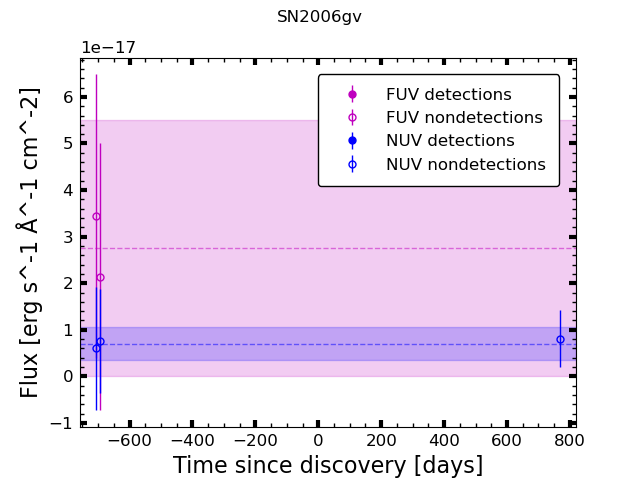 SN2006gv
1e−17
FUV detections
FUV nondetections
NUV detections
NUV nondetections
6
5
4
3
2
1
0
−1
−600 −400 −200 0 200 400 600 800
Time since discovery [days]
Flux [erg s^-1 Å^-1 cm^-2]